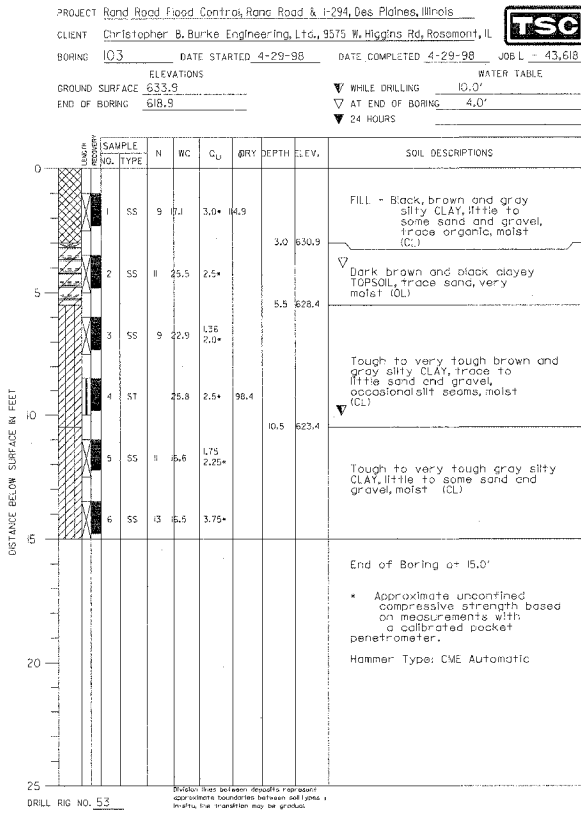 PROJECT Rand Road Flood Control, Rand Road & I-294, Des Plaines, Illinois
CLIENT Christopher B. Burke Engineering, Ltd., 9575 W. Higgins Rd, Rosemont, IL
TSC
BORING 103 DATE STARTED 4-29-98 DATE COMPLETED 4-29-98 JOB L - 43,618
ELEVATIONS WATER TABLE
GROUND SURFACE 633.9 ▼ WHILE DRILLING 10.0'
END OF BORING 618.9 ▽ AT END OF BORING 4.0'
▼ 24 HOURS
LENGTH RECOVERY SAMPLE NO. TYPE N WC QU ØDRY DEPTH ELEV. SOIL DESCRIPTIONS
0
1 SS 9 17.1 3.0* 114.9
FILL - Black, brown and gray
silty CLAY, little to
some sand and gravel,
trace organic, moist
(CL)
3.0 630.9
▽
2 SS 11 25.5 2.5*
Dark brown and black clayey
TOPSOIL, trace sand, very
moist (OL)
5
5.5 628.4
3 SS 9 22.9 1.36
2.0*
Tough to very tough brown and
gray silty CLAY, trace to
little sand and gravel,
occasional silt seams, moist
(CL)
4 ST 25.8 2.5* 98.4
▼
10
10.5 623.4
5 SS 11 16.6 1.75
2.25*
Tough to very tough gray silty
CLAY, little to some sand and
gravel, moist (CL)
6 SS 13 16.5 3.75*
15
End of Boring at 15.0'
* Approximate unconfined
compressive strength based
on measurements with
a calibrated pocket
penetrometer.
Hammer Type: CME Automatic
20
25
DISTANCE BELOW SURFACE IN FEET
Division lines between deposits represent
approximate boundaries between soil types;
in-situ, the transition may be gradual.
DRILL RIG NO. 53